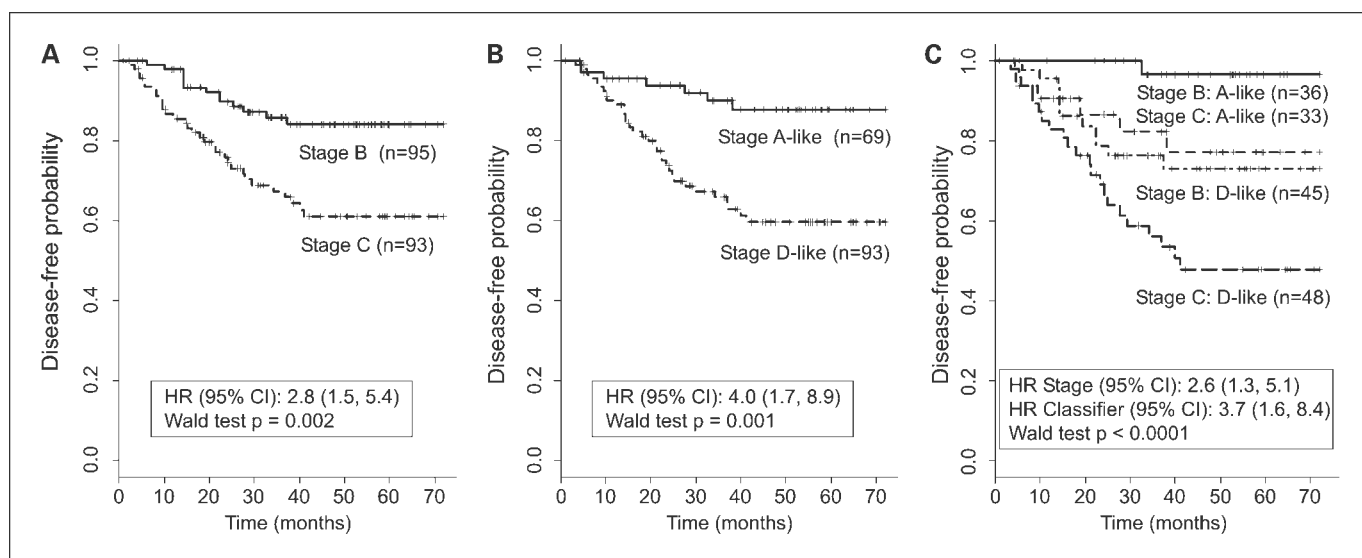 A
Disease-free probability
1.0
0.8
0.6
0.4
0.2
0.0
Stage B (n=95)
Stage C (n=93)
HR (95% CI): 2.8 (1.5, 5.4)
Wald test p = 0.002
0 10 20 30 40 50 60 70
Time (months)
B
Disease-free probability
1.0
0.8
0.6
0.4
0.2
0.0
Stage A-like (n=69)
Stage D-like (n=93)
HR (95% CI): 4.0 (1.7, 8.9)
Wald test p = 0.001
0 10 20 30 40 50 60 70
Time (months)
C
Disease-free probability
1.0
0.8
0.6
0.4
0.2
0.0
Stage B: A-like (n=36)
Stage C: A-like (n=33)
Stage B: D-like (n=45)
Stage C: D-like (n=48)
HR Stage (95% CI): 2.6 (1.3, 5.1)
HR Classifier (95% CI): 3.7 (1.6, 8.4)
Wald test p < 0.0001
0 10 20 30 40 50 60 70
Time (months)